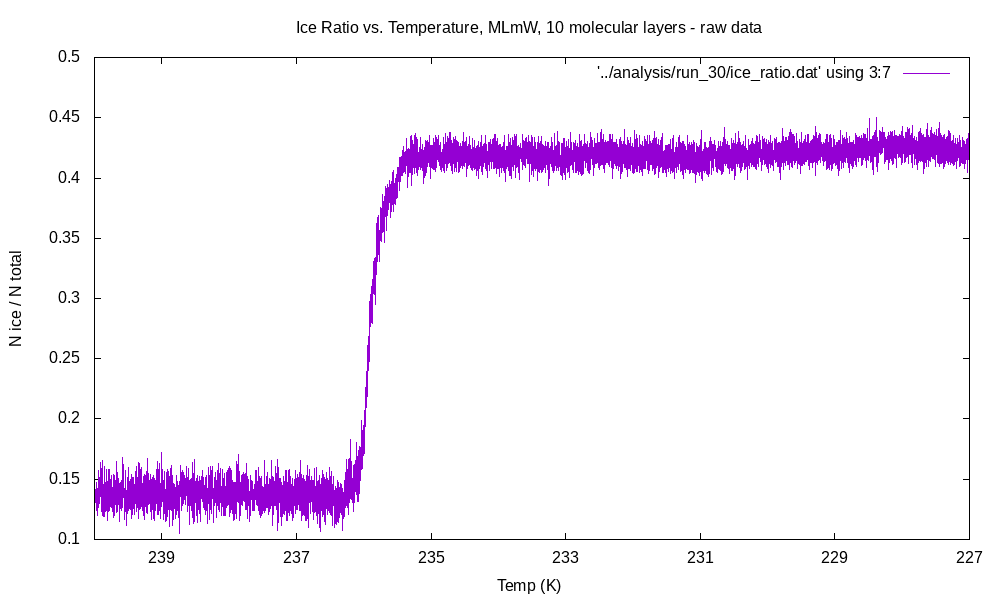 Ice Ratio vs. Temperature, MLmW, 10 molecular layers - raw data
'../analysis/run_30/ice_ratio.dat' using 3:7
0.5
0.45
0.4
0.35
0.3
0.25
0.2
0.15
0.1
N ice / N total
239 237 235 233 231 229 227
Temp (K)